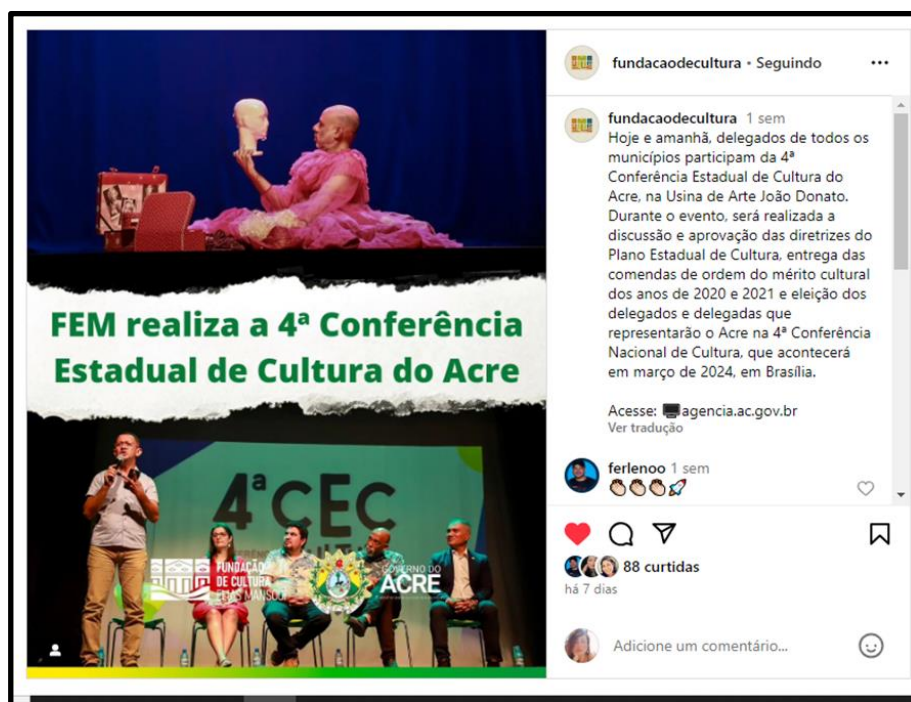 FEM realiza a 4ª Conferência
Estadual de Cultura do Acre
4ª CEC
FUNDAÇÃO
DE CULTURA
ELIAS MANSOUR
GOVERNO DO
ACRE
fundacaodecultura • Seguindo
fundacaodecultura 1 sem
Hoje e amanhã, delegados de todos os
municípios participam da 4ª
Conferência Estadual de Cultura do
Acre, na Usina de Arte João Donato.
Durante o evento, será realizada a
discussão e aprovação das diretrizes do
Plano Estadual de Cultura, entrega das
comendas de ordem do mérito cultural
dos anos de 2020 e 2021 e eleição dos
delegados e delegadas que
representarão o Acre na 4ª Conferência
Nacional de Cultura, que acontecerá
em março de 2024, em Brasília.
Acesse: 🖥️agencia.ac.gov.br
Ver tradução
ferlenoo 1 sem
👏🏻👏🏻👏🏻🚀
88 curtidas
há 7 dias
Adicione um comentário...